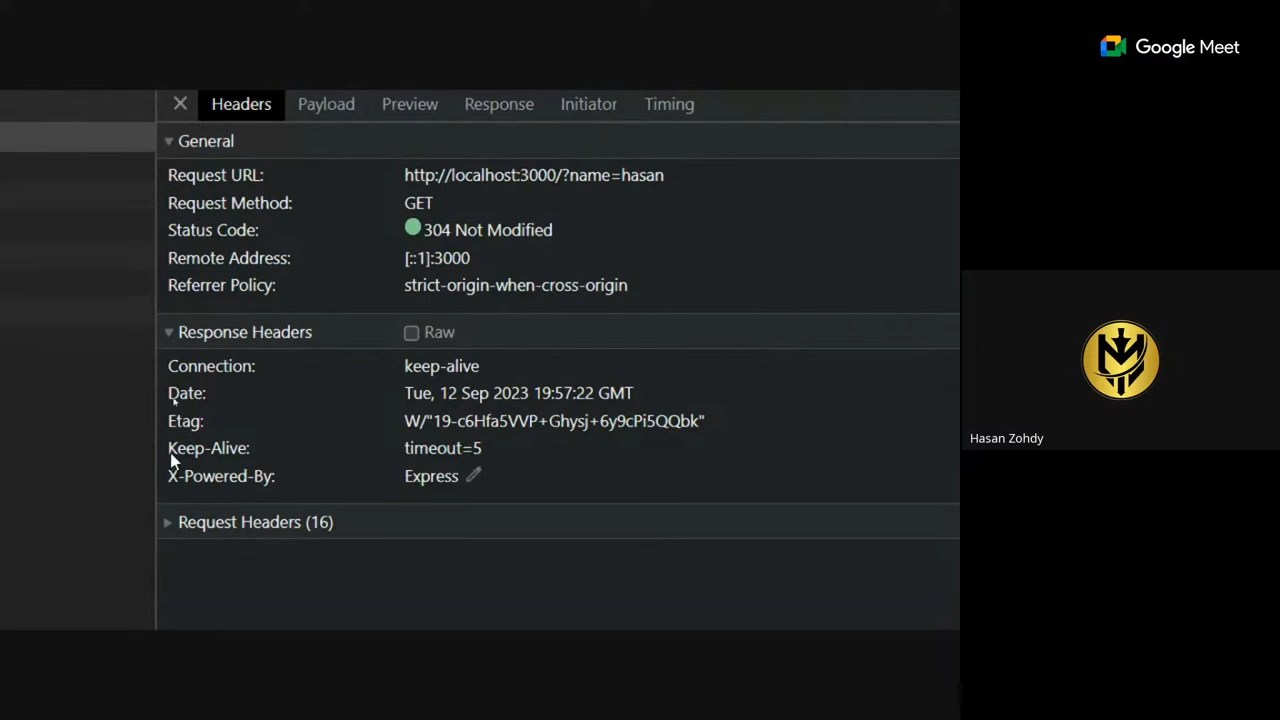 Google Meet
Headers Payload Preview Response Initiator Timing
General
Request URL: http://localhost:3000/?name=hasan
Request Method: GET
Status Code: 304 Not Modified
Remote Address: [::1]:3000
Referrer Policy: strict-origin-when-cross-origin
Response Headers Raw
Connection: keep-alive
Date: Tue, 12 Sep 2023 19:57:22 GMT
Etag: W/"19-c6Hfa5VVP+Ghysj+6y9cPi5QQbk"
Keep-Alive: timeout=5
X-Powered-By: Express
Request Headers (16)
Hasan Zohdy